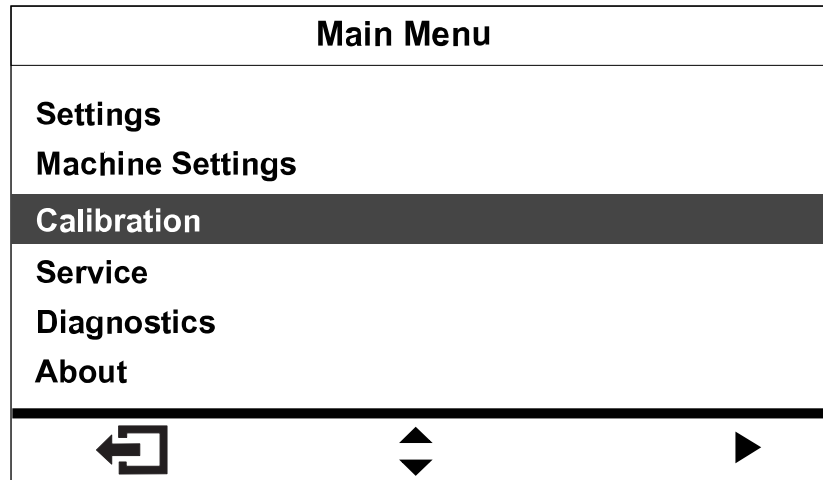 Main Menu
Settings
Machine Settings
Calibration
Service
Diagnostics
About